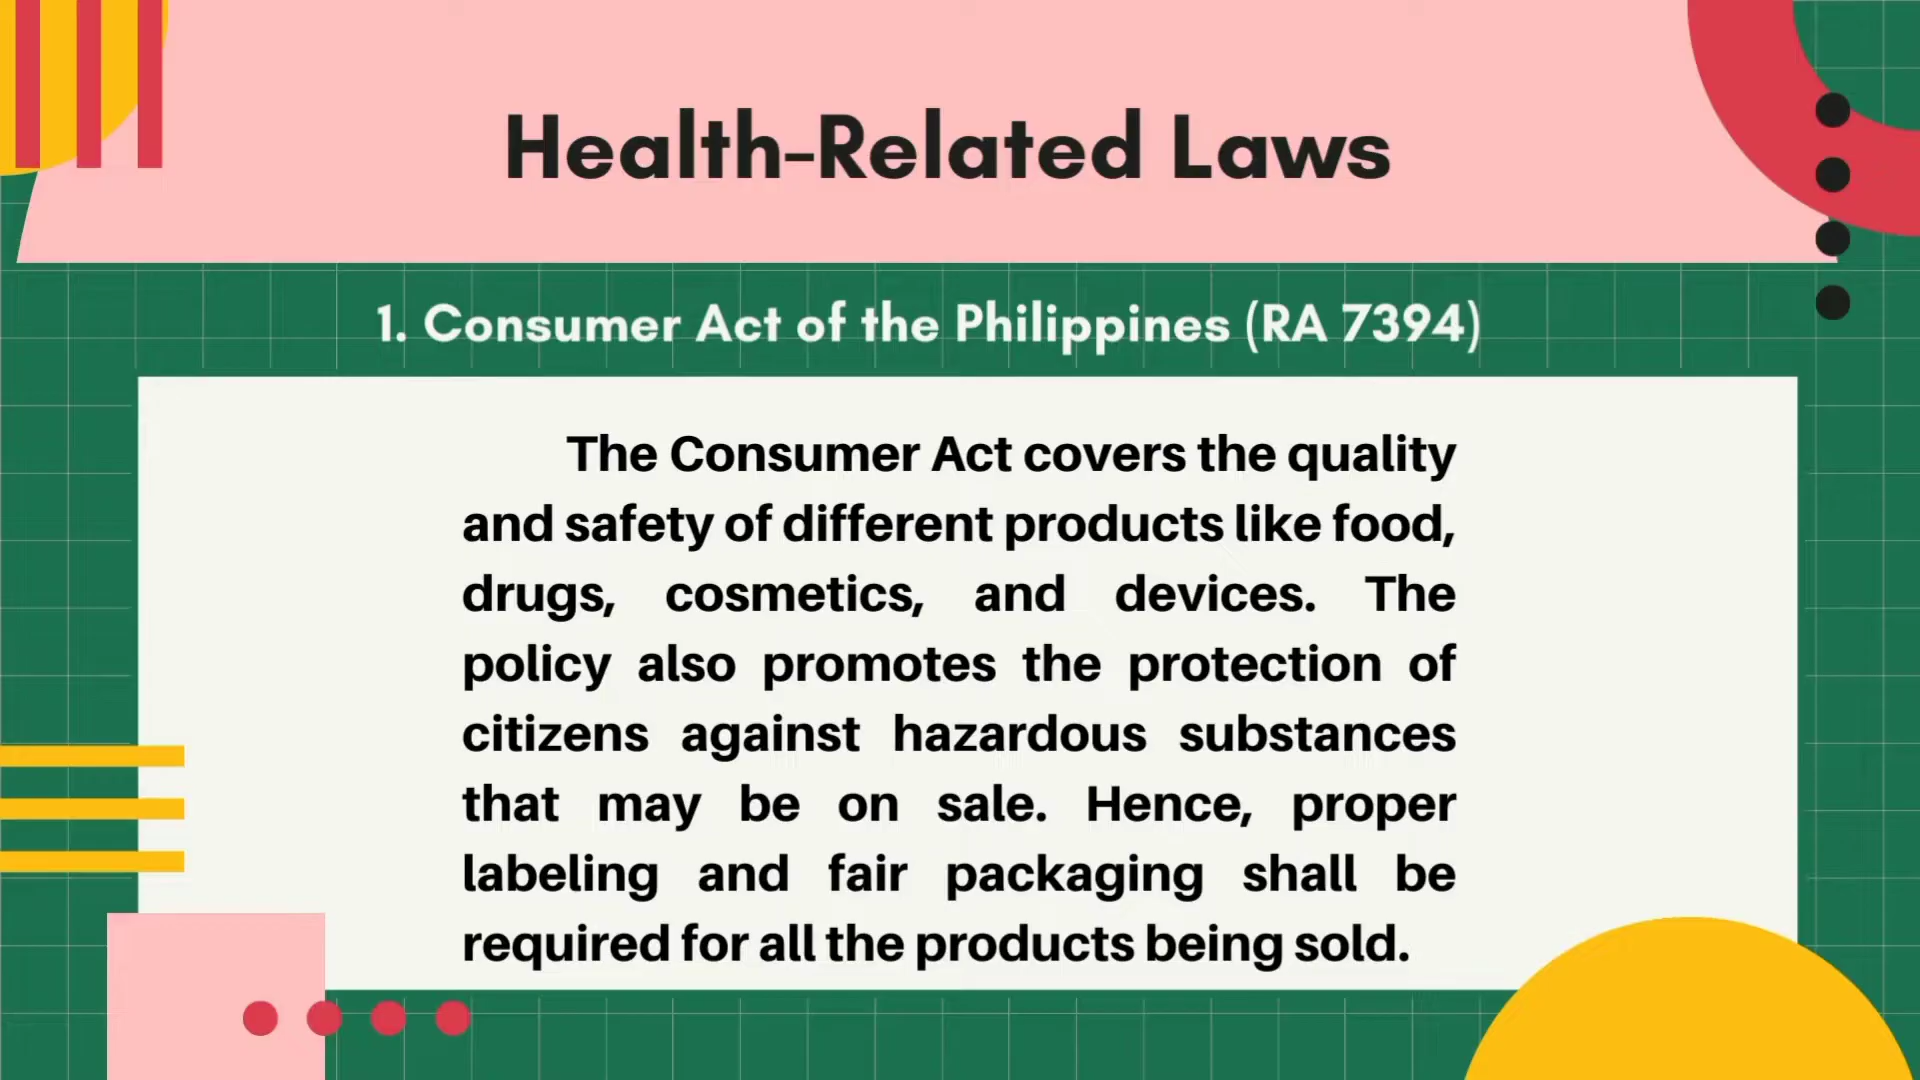 Health-Related Laws
1. Consumer Act of the Philippines (RA 7394)
The Consumer Act covers the quality
and safety of different products like food,
drugs, cosmetics, and devices. The
policy also promotes the protection of
citizens against hazardous substances
that may be on sale. Hence, proper
labeling and fair packaging shall be
required for all the products being sold.